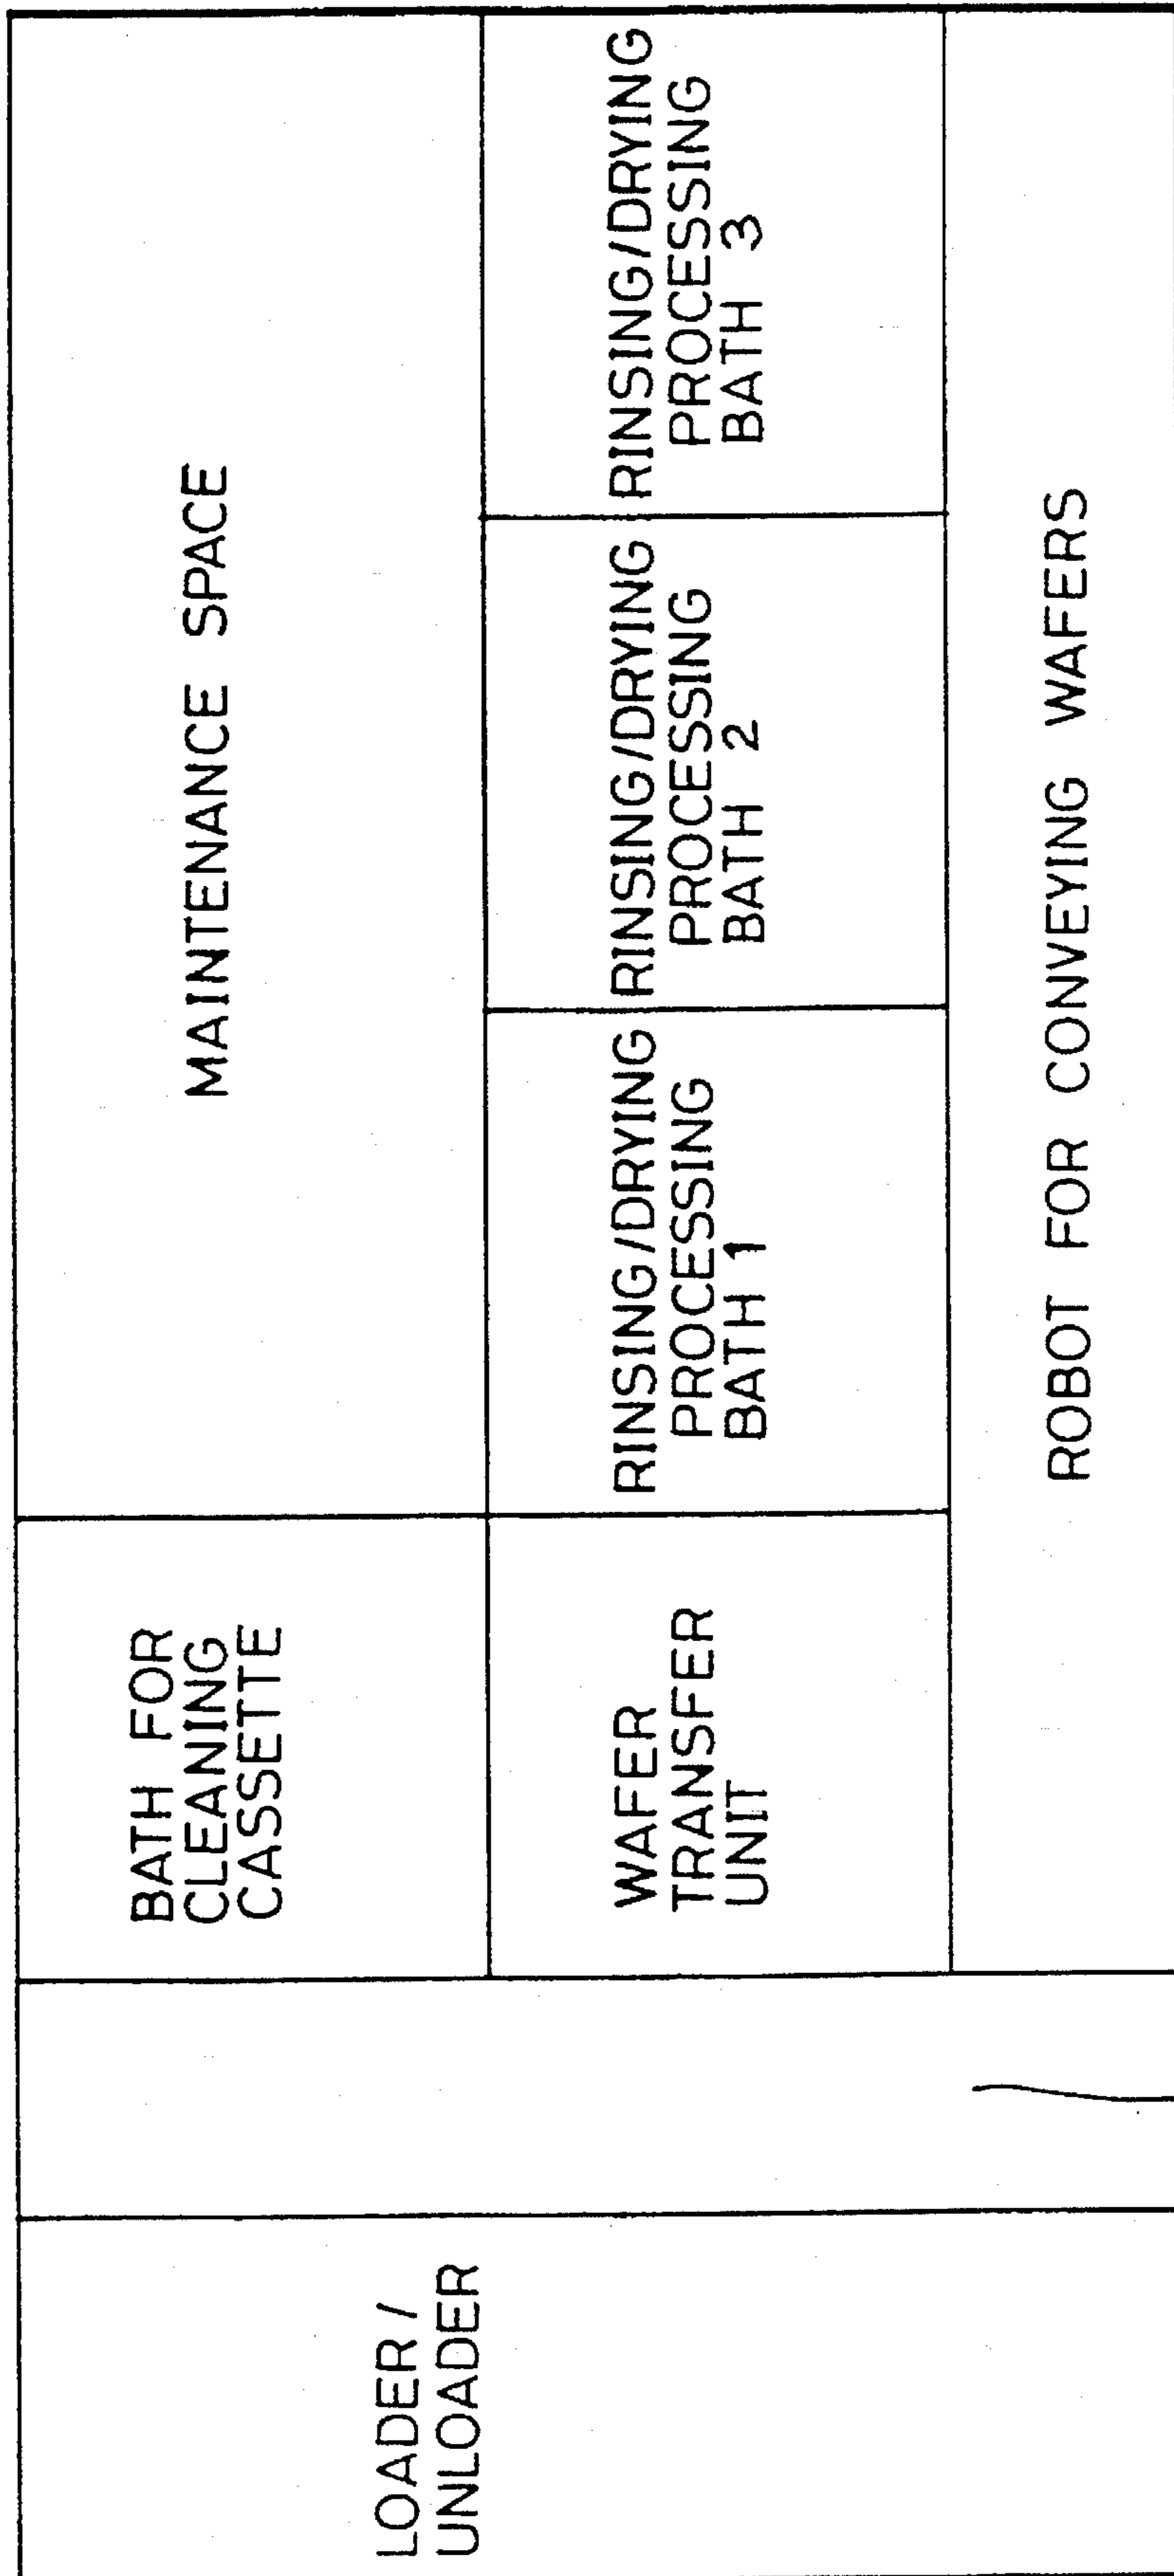 LOADER /
UNLOADER
BATH FOR
CLEANING
CASSETTE
MAINTENANCE SPACE
WAFER
TRANSFER
UNIT
RINSING/DRYING
PROCESSING
BATH 1
RINSING/DRYING
PROCESSING
BATH 2
RINSING/DRYING
PROCESSING
BATH 3
ROBOT FOR CONVEYING WAFERS